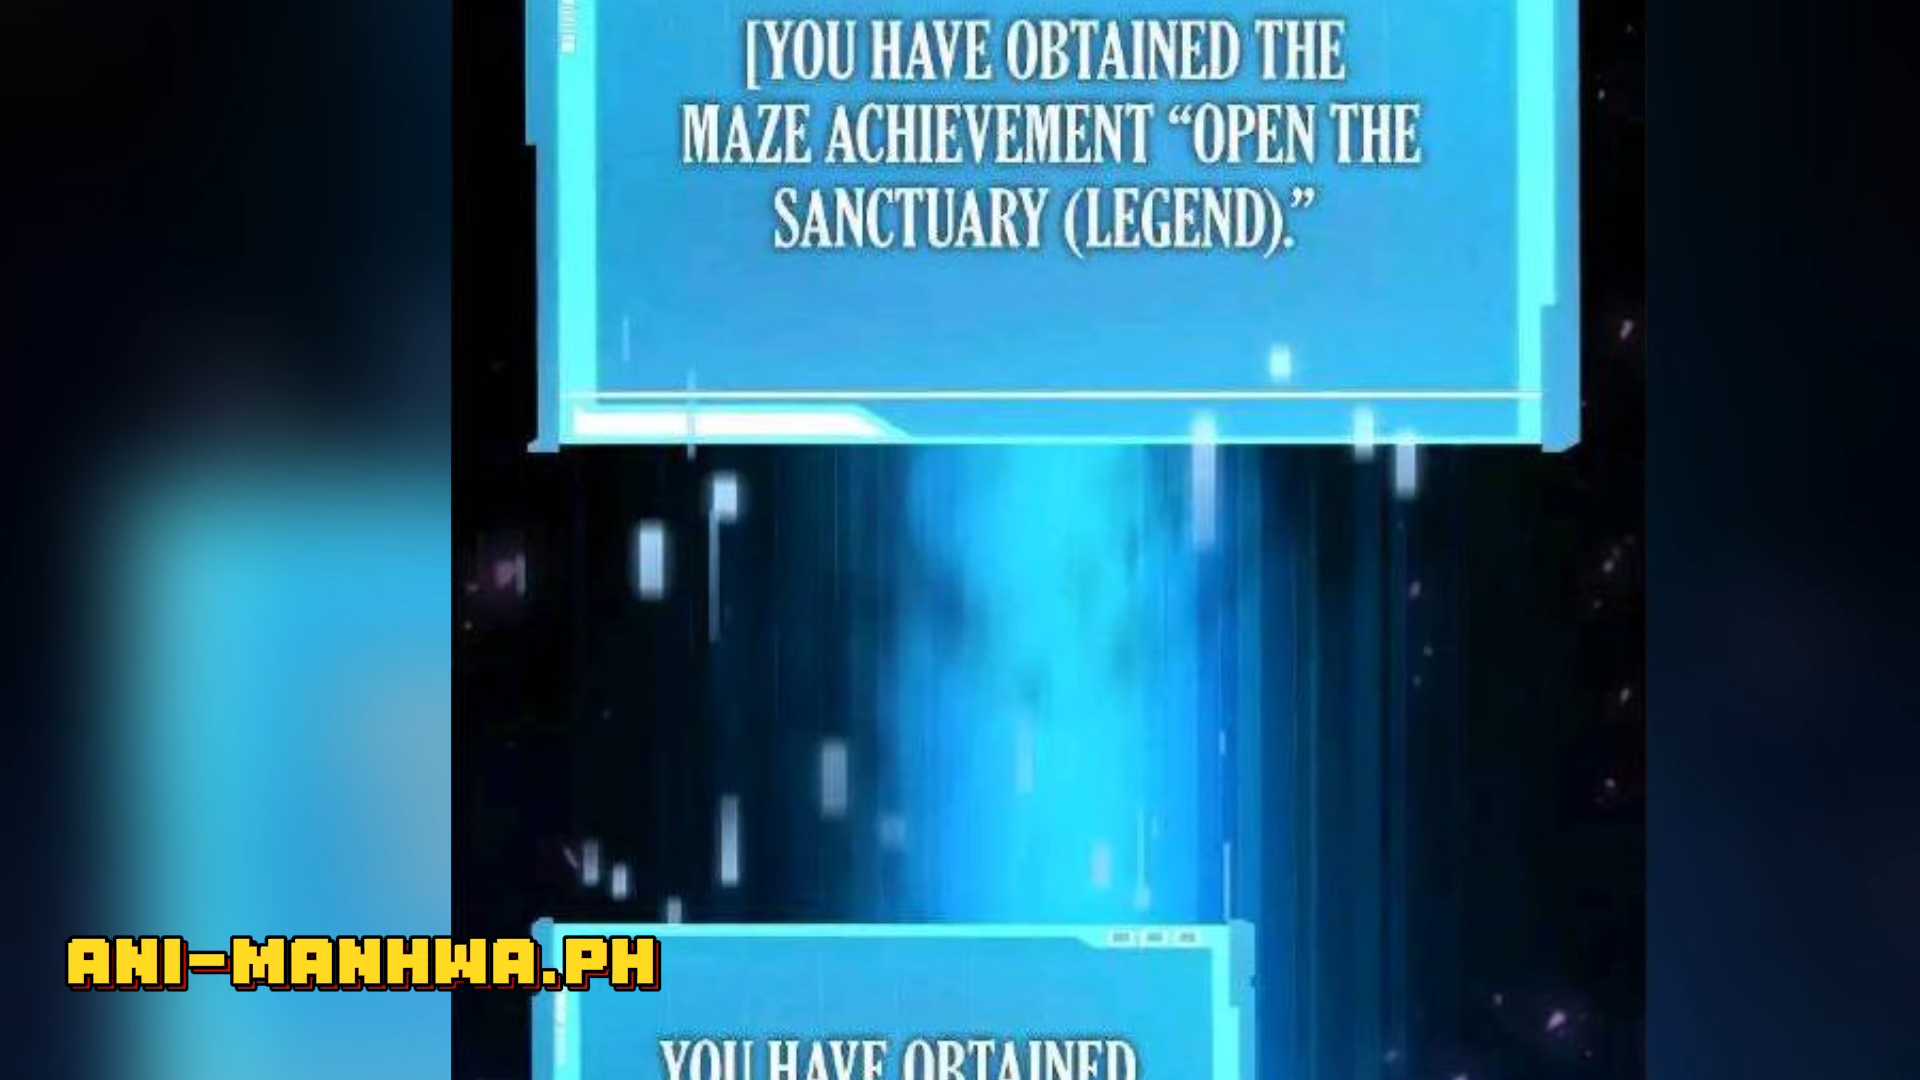 [YOU HAVE OBTAINED THE
MAZE ACHIEVEMENT “OPEN THE
SANCTUARY (LEGEND).”
ANI-MANHWA.PH
YOU HAVE OBTAINED